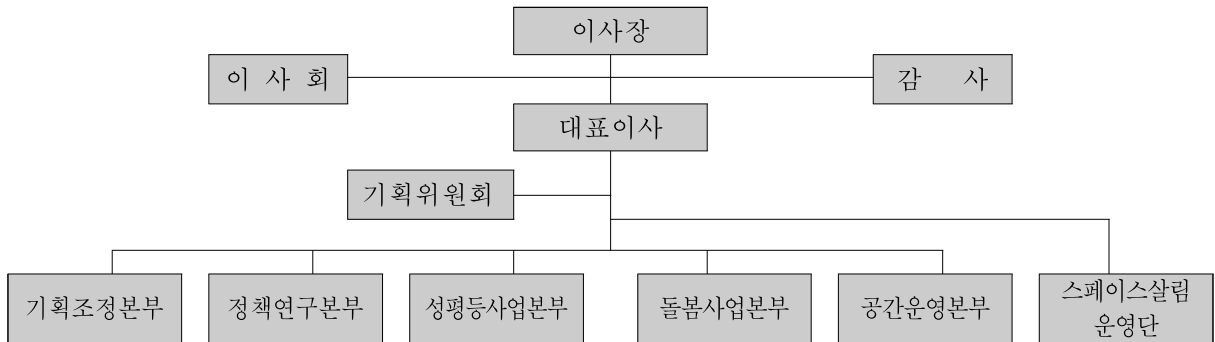 이사장
이 사 회
감 사
대표이사
기획위원회
기획조정본부
정책연구본부
성평등사업본부
돌봄사업본부
공간운영본부
스페이스살림
운영단